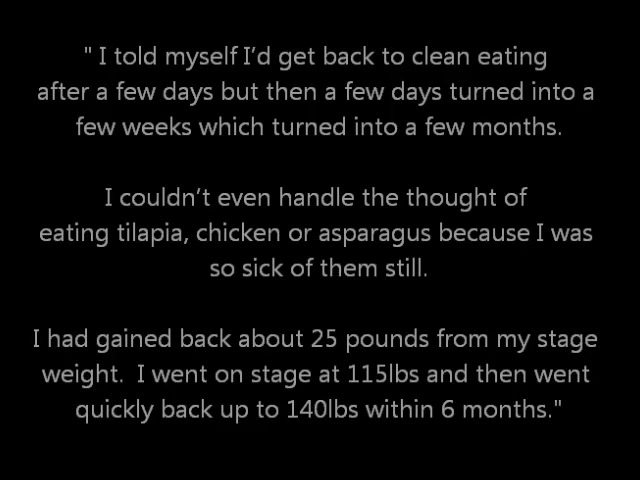 " I told myself I’d get back to clean eating
after a few days but then a few days turned into a
few weeks which turned into a few months.
I couldn’t even handle the thought of
eating tilapia, chicken or asparagus because I was
so sick of them still.
I had gained back about 25 pounds from my stage
weight.  I went on stage at 115lbs and then went
quickly back up to 140lbs within 6 months."